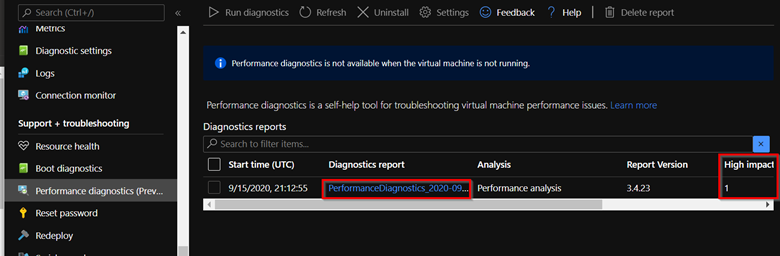 Search (Ctrl+/)
«
Run diagnostics
Refresh
Uninstall
Settings
Feedback
? Help
Delete report
Metrics
Diagnostic settings
Logs
Connection monitor
Support + troubleshooting
Resource health
Boot diagnostics
Performance diagnostics (Prev...
Reset password
Redeploy
Performance diagnostics is not available when the virtual machine is not running.
Performance diagnostics is a self-help tool for troubleshooting virtual machine performance issues. Learn more
Diagnostics reports
Search to filter items...
Start time (UTC) Diagnostics report Analysis Report Version High impact
9/15/2020, 21:12:55 PerformanceDiagnostics_2020-09... Performance analysis 3.4.23 1